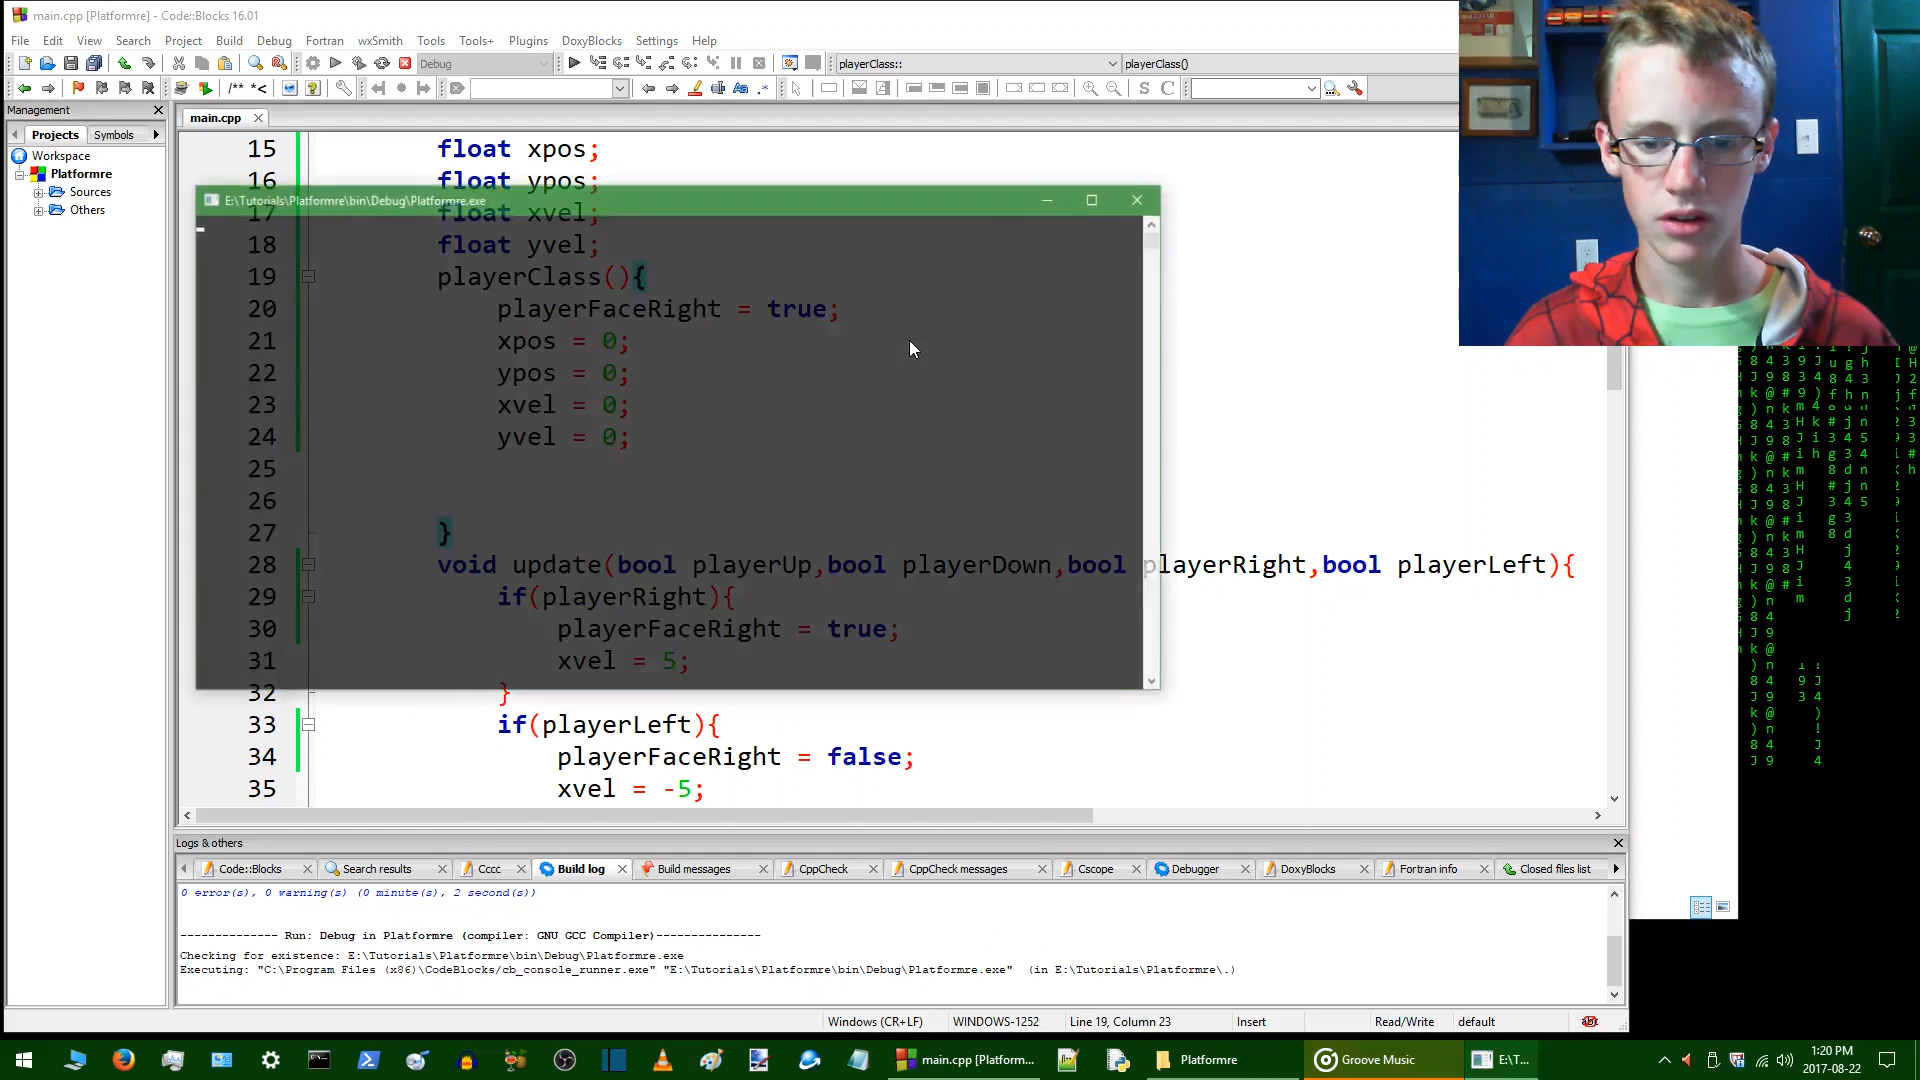 main.cpp [Platformre] - Code::Blocks 16.01
File Edit View Search Project Build Debug Fortran wxSmith Tools Tools+ Plugins DoxyBlocks Settings Help
Debug
playerClass::
playerClass()
/** *<
Aa .*
S C
Management
Projects Symbols
Workspace
Platformre
Sources
Others
main.cpp
15 float xpos;
16 float ypos;
E:\Tutorials\Platformre\bin\Debug\Platformre.exe
17 float xvel;
18 float yvel;
19 playerClass(){
20 playerFaceRight = true;
21 xpos = 0;
22 ypos = 0;
23 xvel = 0;
24 yvel = 0;
25
26
27 }
28 void update(bool playerUp,bool playerDown,bool playerRight,bool playerLeft){
29 if(playerRight){
30 playerFaceRight = true;
31 xvel = 5;
32 }
33 if(playerLeft){
34 playerFaceRight = false;
35 xvel = -5;
Logs & others
Code::Blocks Search results Cccc Build log Build messages CppCheck CppCheck messages Cscope Debugger DoxyBlocks Fortran info Closed files list
0 error(s), 0 warning(s) (0 minute(s), 2 second(s))
-------------- Run: Debug in Platformre (compiler: GNU GCC Compiler)---------------
Checking for existence: E:\Tutorials\Platformre\bin\Debug\Platformre.exe
Executing: "C:\Program Files (x86)\CodeBlocks/cb_console_runner.exe" "E:\Tutorials\Platformre\bin\Debug\Platformre.exe" (in E:\Tutorials\Platformre\.)
Windows (CR+LF) WINDOWS-1252 Line 19, Column 23 Insert Read/Write default
main.cpp [Platform... Platformre Groove Music E:\T...
1:20 PM
2017-08-22